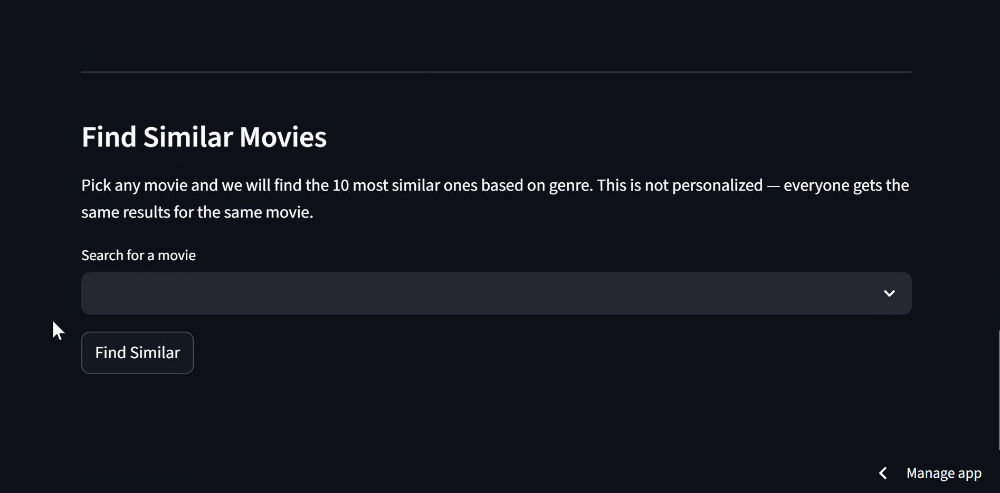 Find Similar Movies
Pick any movie and we will find the 10 most similar ones based on genre. This is not personalized — everyone gets the
same results for the same movie.
Search for a movie
Find Similar
Manage app